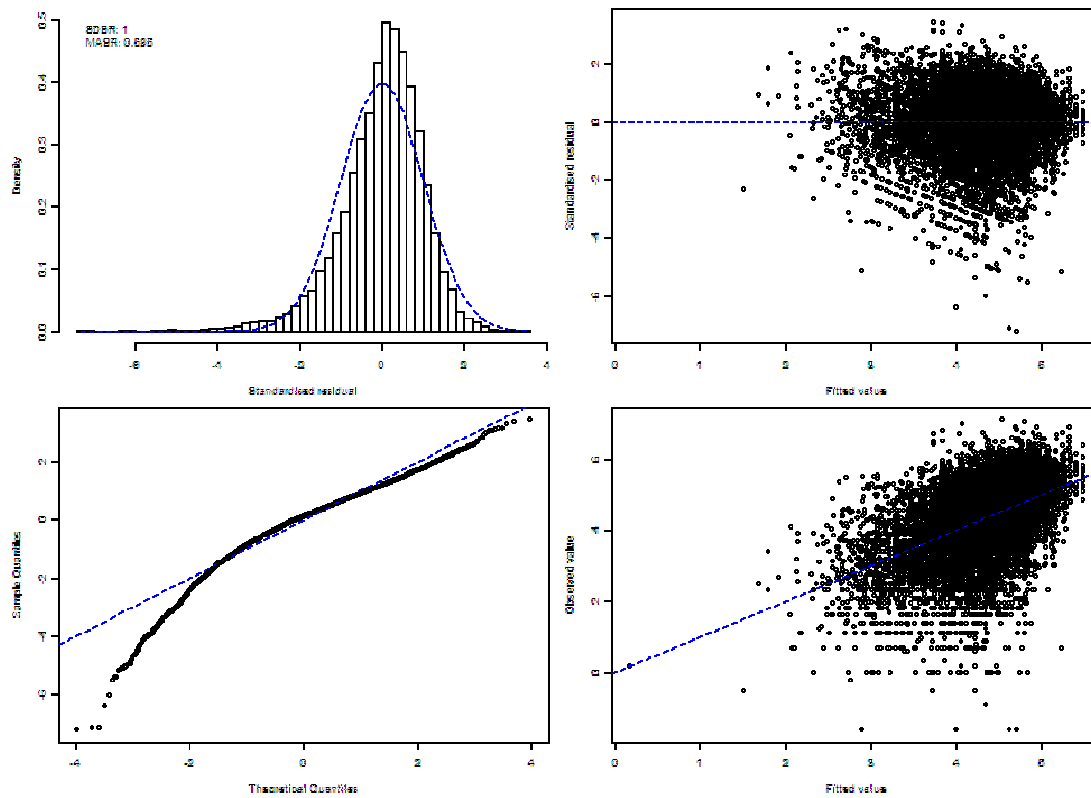 SDSR: 1
MASR:
Density
0.5
0.4
0.3
0.2
0.1
0.0
-6 -4 -2 0 2 4
Standardised residual
Standardised residual
2
0
-2
-4
-6
0 1 2 3 4 5
Fitted value
Sample Quantiles
2
0
-2
-4
-6
-4 -2 0 2 4
Theoretical Quantiles
Observed value
6
4
2
0
0 1 2 3 4 5
Fitted value